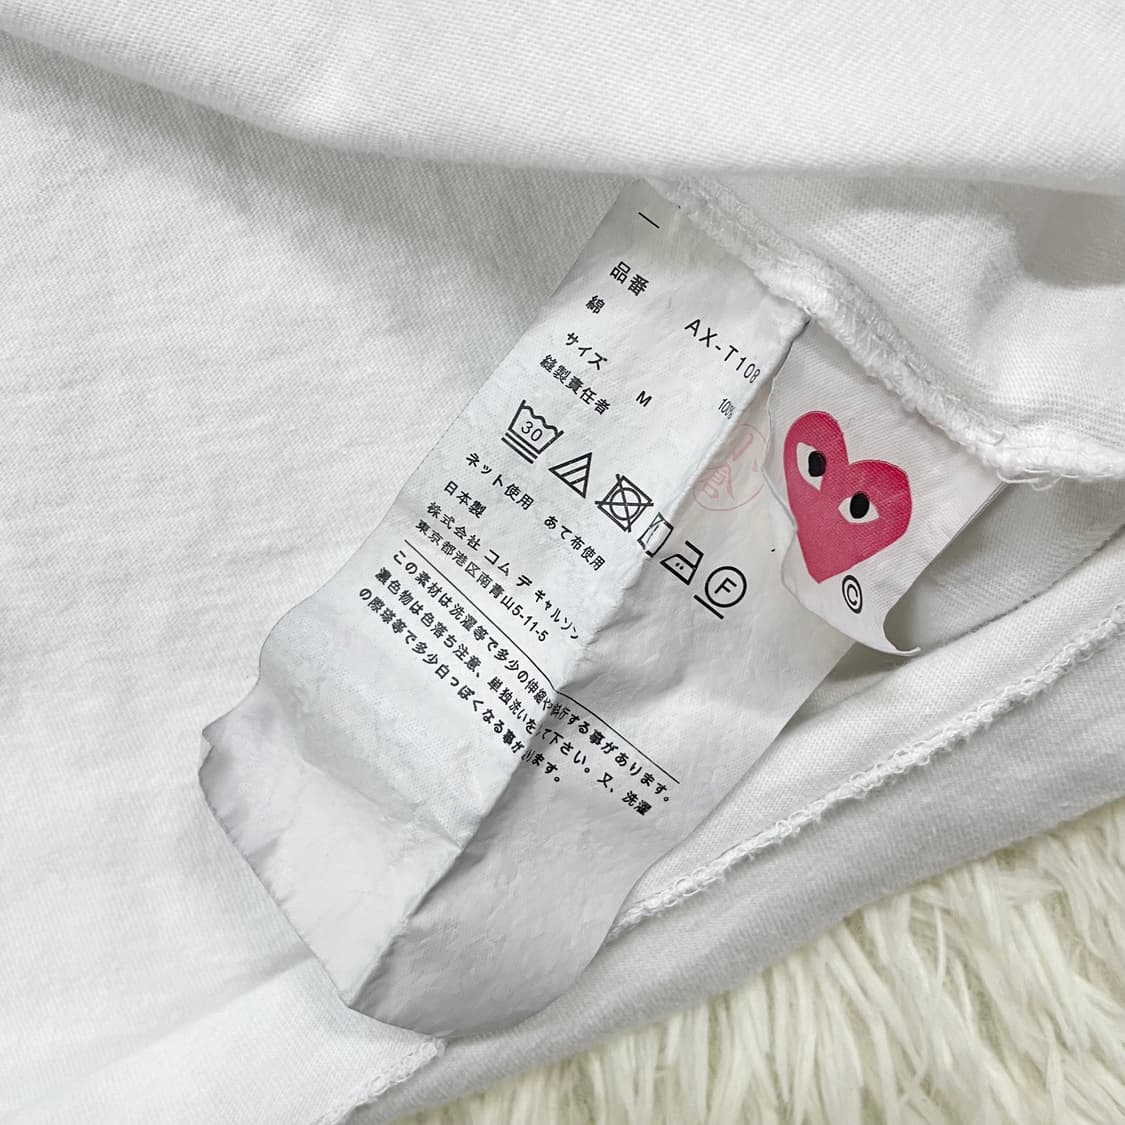 品番 AX-T108
綿 100%
サイズ M
縫製責任者
30
F
ネット使用 あて布使用
日本製
株式会社 コム デ ギャルソン
東京都港区南青山5-11-5
この素材は洗濯等で多少の伸縮や斜行する事があります。
濃色物は色落ち注意、単独洗いをして下さい。又、洗濯
の際擦等で多少白っぽくなる事があります。
©